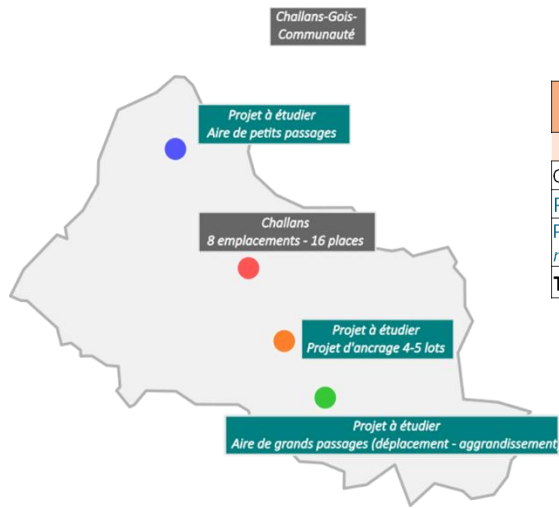 Challans-Gois-
Communauté
Projet à étudier
Aire de petits passages
Challans
8 emplacements - 16 places
Projet à étudier
Projet d'ancrage 4-5 lots
Projet à étudier
Aire de grands passages (déplacement - aggrandissement